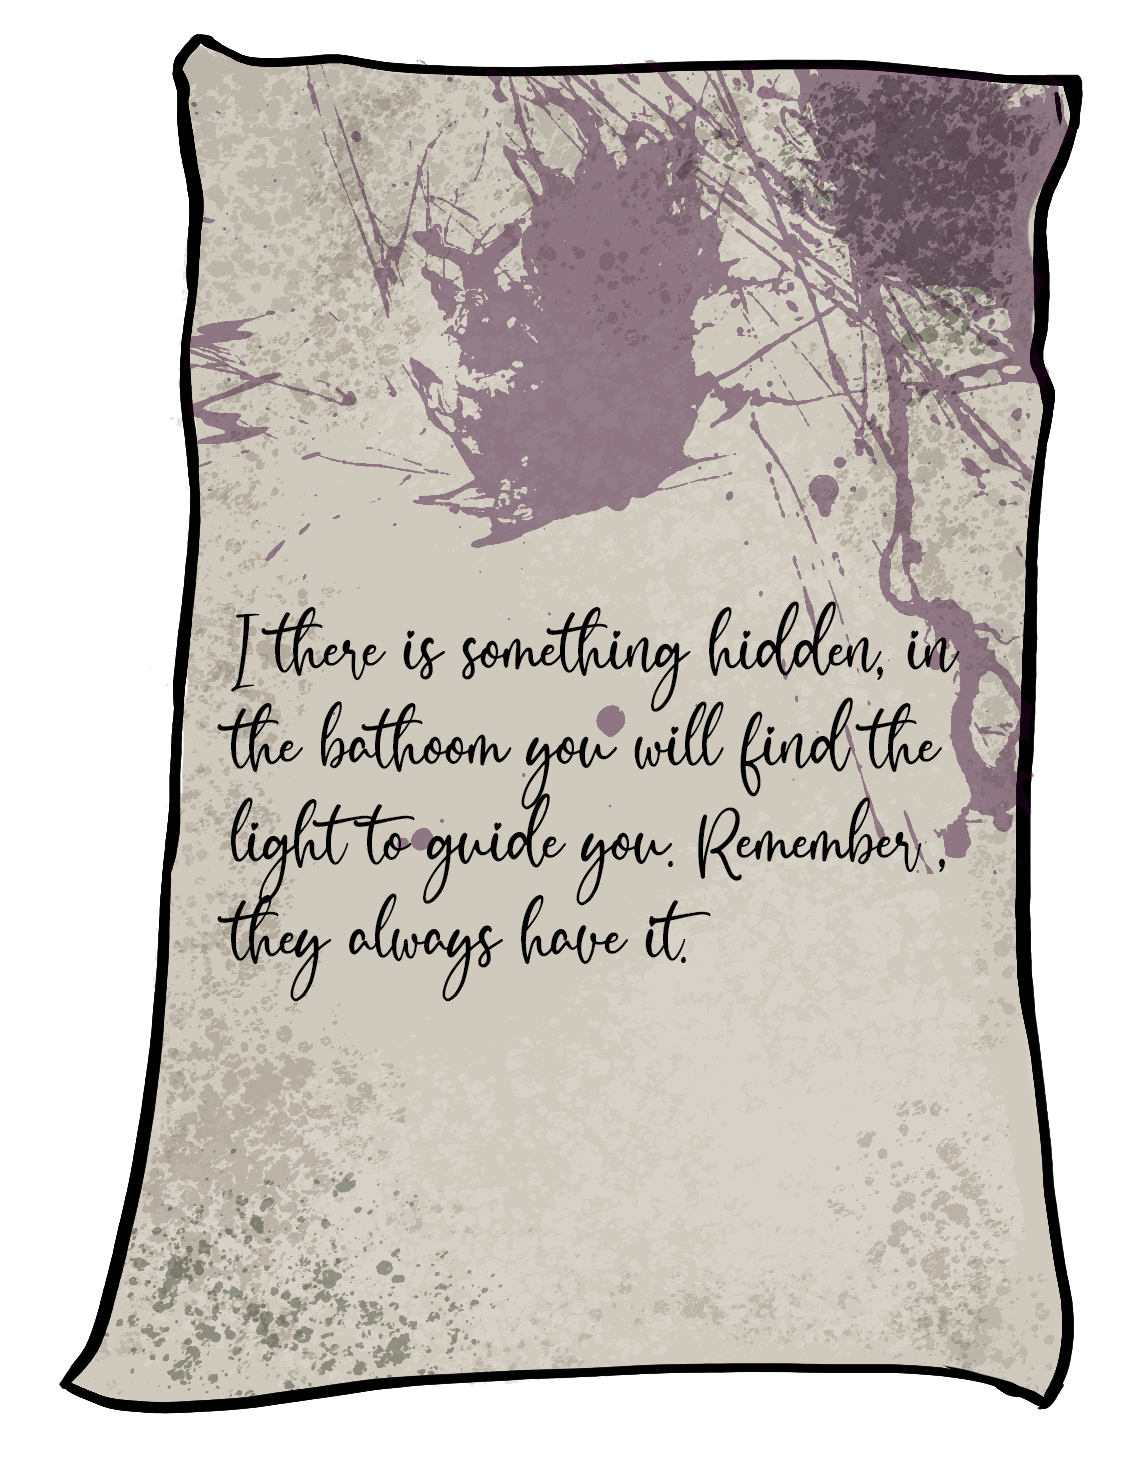 I there is something hidden, in
the bathoom you will find the
light to guide you. Remember ,
they always have it.